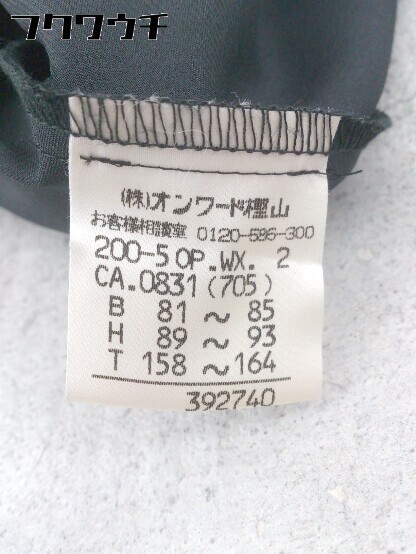 フクワウチ
(株)オンワード樫山
お客様相談室 0120-586-300
200-5 OP.WX. 2
CA.0831(705)
B 81 ～ 85
H 89 ～ 93
T 158 ～164
392740